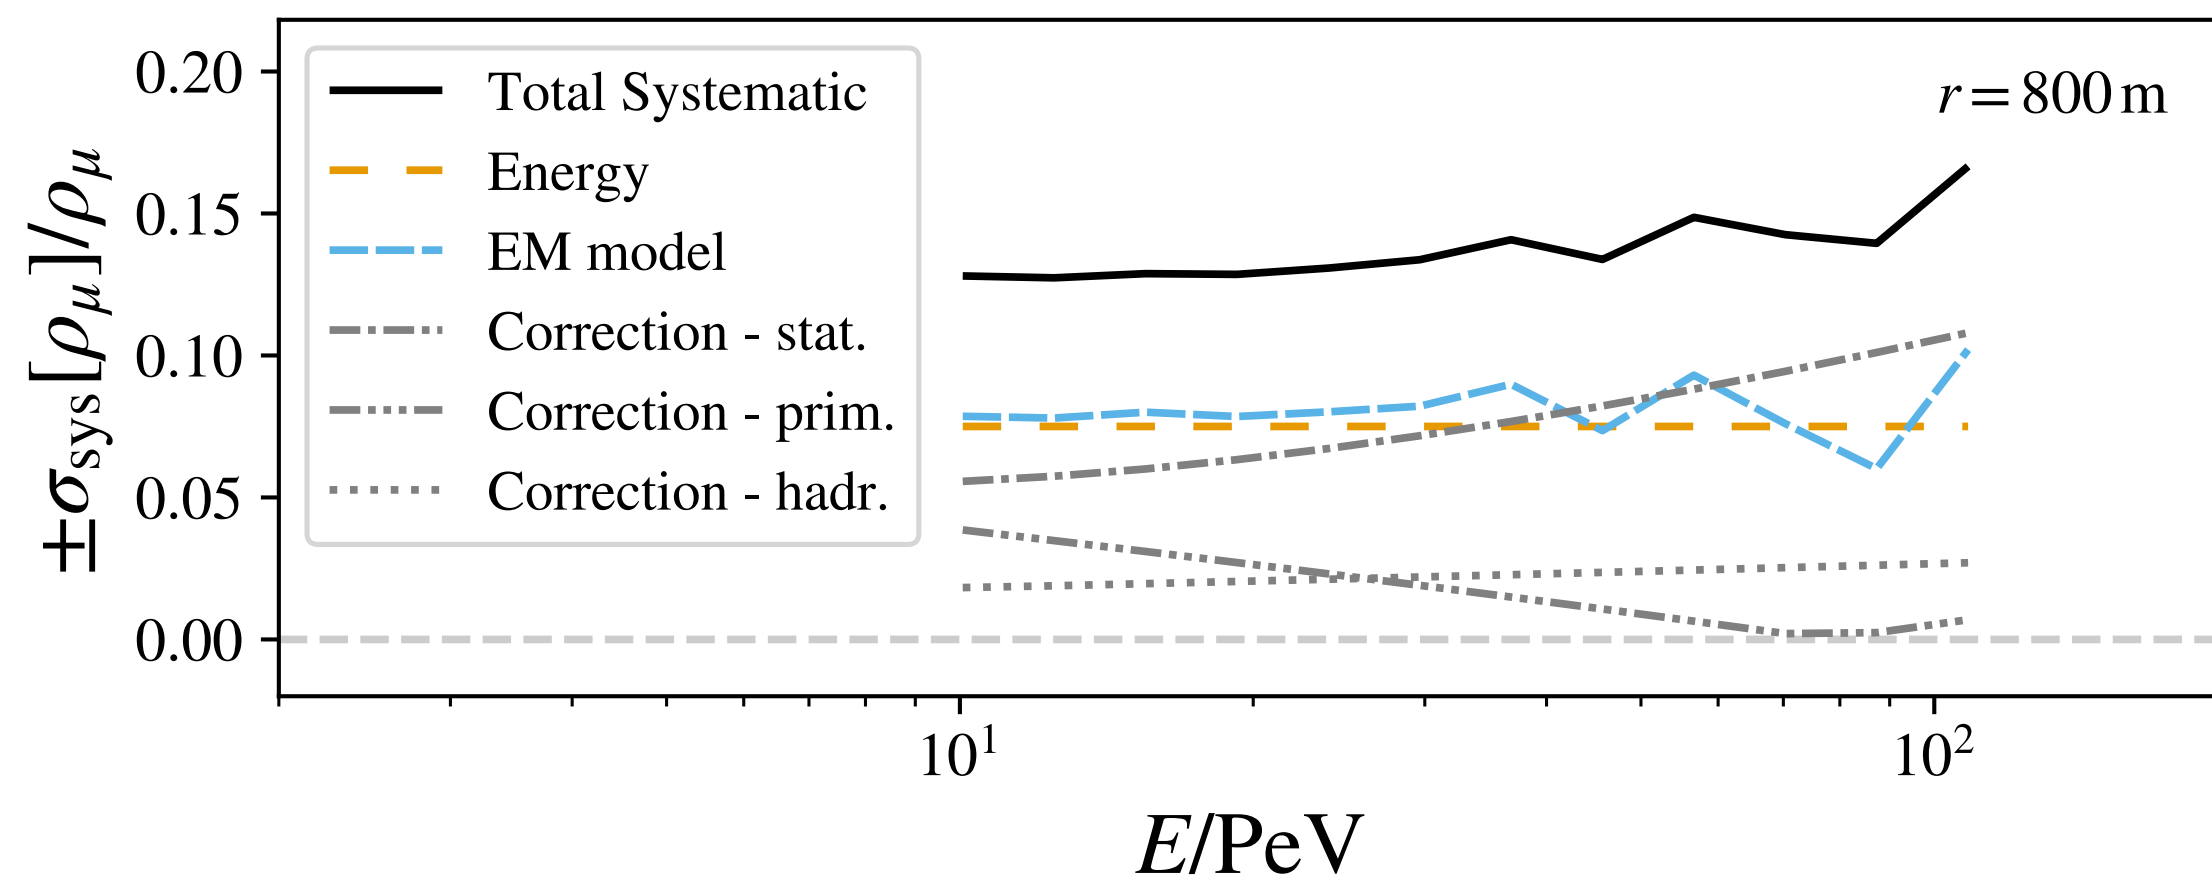 ±σsys[ρμ]/ρμ
0.20
0.15
0.10
0.05
0.00
Total Systematic
Energy
EM model
Correction - stat.
Correction - prim.
Correction - hadr.
r = 800 m
10¹
10²
E/PeV